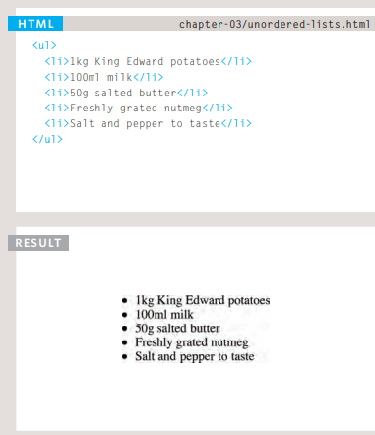 HTML chapter-03/unordered-lists.html
<ul>
<li>1kg King Edward potatoes</li>
<li>100ml milk</li>
<li>50g salted butter</li>
<li>Freshly grated nutmeg</li>
<li>Salt and pepper to taste</li>
</ul>
RESULT
• 1kg King Edward potatoes
• 100ml milk
• 50g salted butter
• Freshly grated nutmeg
• Salt and pepper to taste